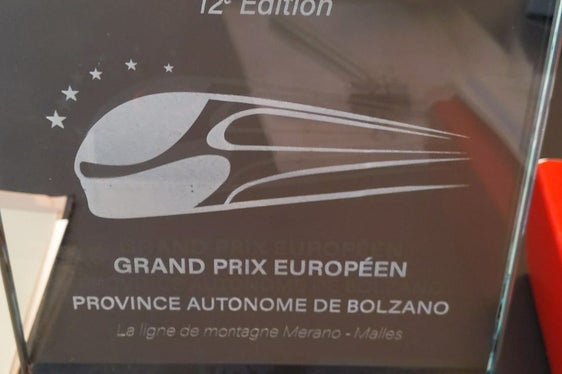 12e Edition
GRAND PRIX EUROPÉEN
PROVINCE AUTONOME DE BOLZANO
La ligne de montagne Merano - Malles